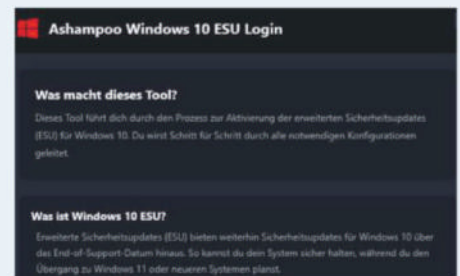 Ashampoo Windows 10 ESU Login
Was macht dieses Tool?
Dieses Tool führt dich durch den Prozess zur Aktivierung der erweiterten Sicherheitsupdates
(ESU) für Windows 10. Du wirst Schritt für Schritt durch alle notwendigen Konfigurationen
geleitet.
Was ist Windows 10 ESU?
Erweiterte Sicherheitsupdates (ESU) bieten weiterhin Sicherheitsupdates für Windows 10 über
das End-of-Support-Datum hinaus. So kannst du dein System sicher halten, während du den
Übergang zu Windows 11 oder neueren Systemen planst.